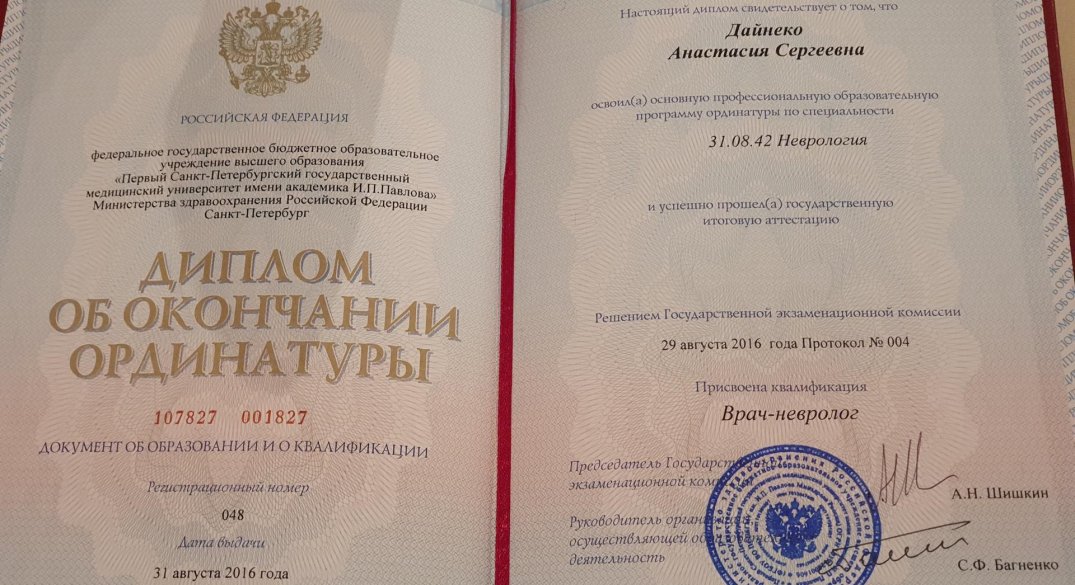 РОССИЙСКАЯ ФЕДЕРАЦИЯ
федеральное государственное бюджетное образовательное
учреждение высшего образования
«Первый Санкт-Петербургский государственный
медицинский университет имени академика И.П.Павлова»
Министерства здравоохранения Российской Федерации
Санкт-Петербург
ДИПЛОМ
ОБ ОКОНЧАНИИ
ОРДИНАТУРЫ
107827 001827
ДОКУМЕНТ ОБ ОБРАЗОВАНИИ И О КВАЛИФИКАЦИИ
Регистрационный номер
048
Дата выдачи
31 августа 2016 года
Настоящий диплом свидетельствует о том, что
Дайнеко
Анастасия Сергеевна
освоил(а) основную профессиональную образовательную
программу ординатуры по специальности
31.08.42 Неврология
и успешно прошел(а) государственную
итоговую аттестацию
Решением Государственной экзаменационной комиссии
29 августа 2016 года Протокол № 004
Присвоена квалификация
Врач-невролог
Председатель Государственной
экзаменационной комиссии
А.Н. Шишкин
Руководитель организации,
осуществляющей образовательную
деятельность
С.Ф. Багненко